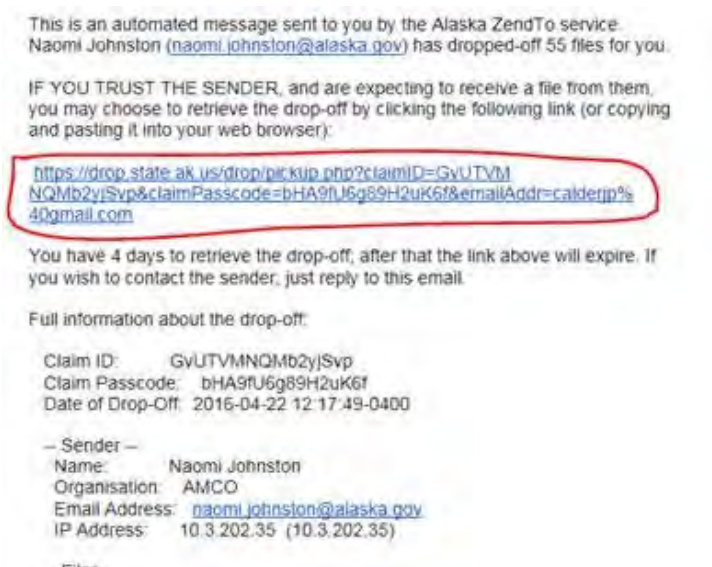 This is an automated message sent to you by the Alaska ZendTo service.
Naomi Johnston (naomi.johnston@alaska.gov) has dropped-off 55 files for you.
IF YOU TRUST THE SENDER, and are expecting to receive a file from them,
you may choose to retrieve the drop-off by clicking the following link (or copying
and pasting it into your web browser):
https://drop.state.ak.us/drop/pickup.php?claimID=GvUTVM
NQMb2yjSvp&claimPasscode=bHA9fU6g89H2uK6f&emailAddr=calderjp%
40gmail.com
You have 4 days to retrieve the drop-off; after that the link above will expire. If
you wish to contact the sender, just reply to this email.
Full information about the drop-off:
Claim ID: GvUTVMNQMb2yjSvp
Claim Passcode: bHA9fU6g89H2uK6f
Date of Drop-Off: 2016-04-22 12:17:49-0400
-- Sender --
Name: Naomi Johnston
Organisation: AMCO
Email Address: naomi.johnston@alaska.gov
IP Address: 10.3.202.35 (10.3.202.35)